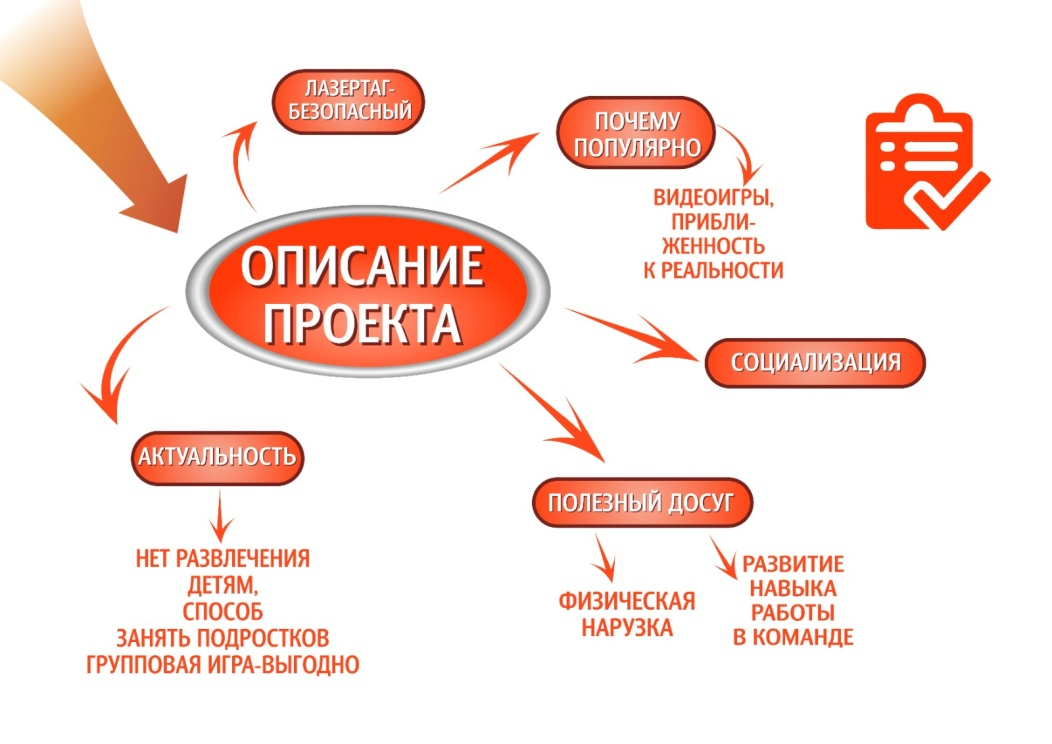 ЛАЗЕРТАГ-
БЕЗОПАСНЫЙ
ПОЧЕМУ
ПОПУЛЯРНО
ВИДЕОИГРЫ,
ПРИБЛИ-
ЖЕННОСТЬ
К РЕАЛЬНОСТИ
ОПИСАНИЕ
ПРОЕКТА
СОЦИАЛИЗАЦИЯ
АКТУАЛЬНОСТЬ
НЕТ РАЗВЛЕЧЕНИЯ
ДЕТЯМ,
СПОСОБ
ЗАНЯТЬ ПОДРОСТКОВ
ГРУППОВАЯ ИГРА-ВЫГОДНО
ПОЛЕЗНЫЙ ДОСУГ
ФИЗИЧЕСКАЯ
НАРУЗКА
РАЗВИТИЕ
НАВЫКА
РАБОТЫ
В КОМАНДЕ